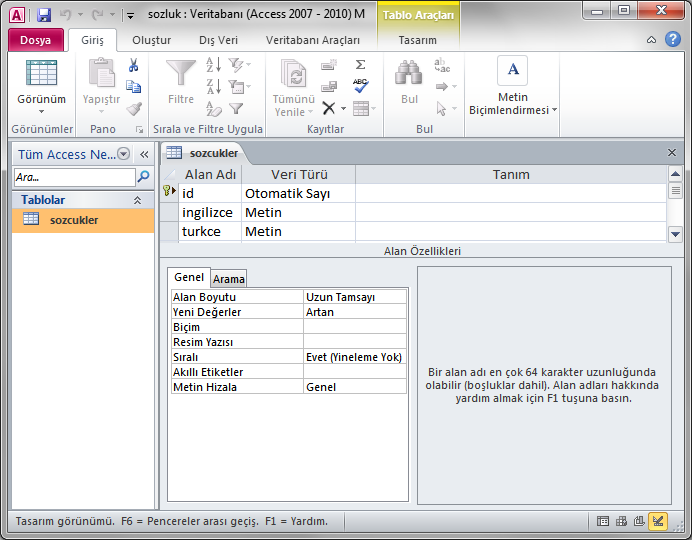 sozluk : Veritabanı (Access 2007 - 2010) M
Tablo Araçları
Dosya
Giriş
Oluştur
Dış Veri
Veritabanı Araçları
Tasarım
Görünüm
Görünümler
Yapıştır
Pano
Filtre
Sırala ve Filtre Uygula
Tümünü
Yenile
Kayıtlar
Bul
Bul
Metin
Biçimlendirmesi
Tüm Access Ne...
Ara...
Tablolar
sozcukler
sozcukler
Alan Adı Veri Türü Tanım
id Otomatik Sayı
ingilizce Metin
turkce Metin
Alan Özellikleri
Genel Arama
Alan Boyutu Uzun Tamsayı
Yeni Değerler Artan
Biçim
Resim Yazısı
Sıralı Evet (Yineleme Yok)
Akıllı Etiketler
Metin Hizala Genel
Bir alan adı en çok 64 karakter uzunluğunda
olabilir (boşluklar dahil). Alan adları hakkında
yardım almak için F1 tuşuna basın.
Tasarım görünümü. F6 = Pencereler arası geçiş. F1 = Yardım.